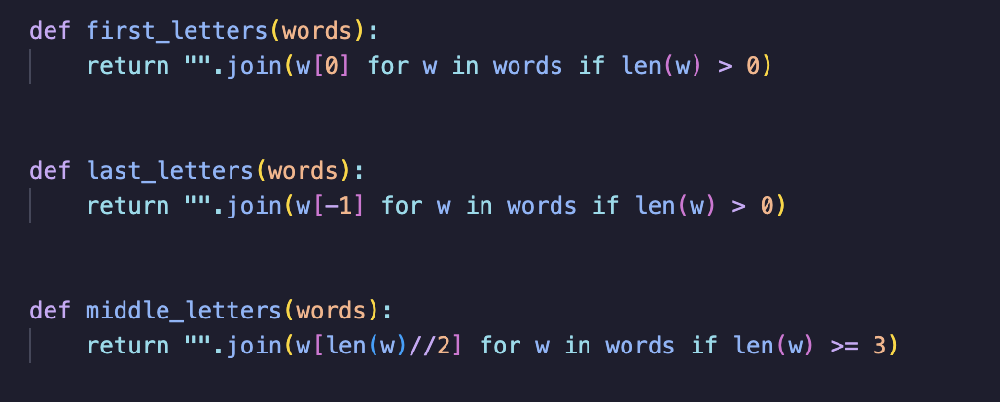 def first_letters(words):
    return "".join(w[0] for w in words if len(w) > 0)
def last_letters(words):
    return "".join(w[-1] for w in words if len(w) > 0)
def middle_letters(words):
    return "".join(w[len(w)//2] for w in words if len(w) >= 3)